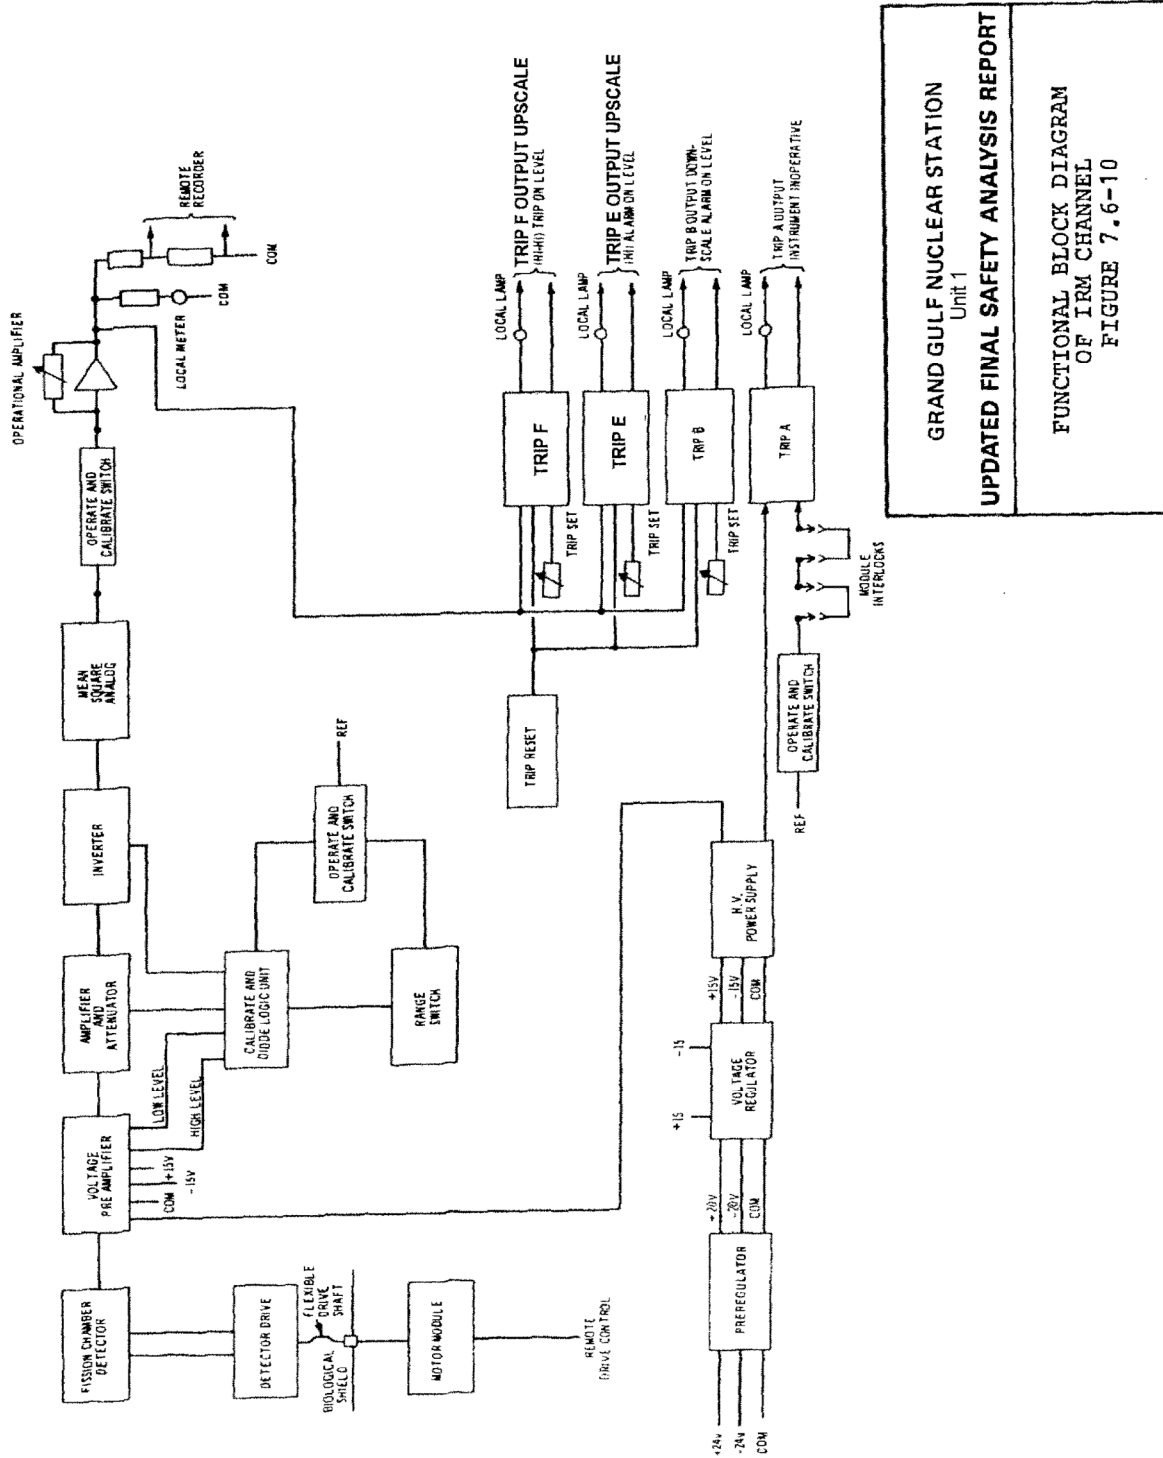 OPERATIONAL AMPLIFIER
REMOTE
RECORDER
COM
COM
LOCAL METER
OPERATE AND
CALIBRATE SWITCH
MEAN
SQUARE
ANALOG
INVERTER
AMPLIFIER
AND
ATTENUATOR
VOLTAGE
PRE AMPLIFIER
FISSION CHAMBER
DETECTOR
LOW LEVEL
HIGH LEVEL
+15V
-15V
COM
CALIBRATE AND
DIODE LOGIC UNIT
OPERATE AND
CALIBRATE SWITCH
REF
RANGE
SWITCH
DETECTOR DRIVE
FLEXIBLE
DRIVE
SHAFT
BIOLOGICAL
SHIELD
MOTOR MODULE
REMOTE
DRIVE CONTROL
TRIP F OUTPUT UPSCALE
(HI-HI) TRIP ON LEVEL
LOCAL LAMP
TRIP F
TRIP SET
TRIP E OUTPUT UPSCALE
(HI) ALARM ON LEVEL
LOCAL LAMP
TRIP E
TRIP SET
TRIP B OUTPUT DOWN-
SCALE ALARM ON LEVEL
LOCAL LAMP
TRIP B
TRIP SET
TRIP A OUTPUT
INSTRUMENT INOPERATIVE
LOCAL LAMP
TRIP A
TRIP RESET
MODULE
INTERLOCKS
OPERATE AND
CALIBRATE SWITCH
REF
H.V.
POWER SUPPLY
+15V
-15V
COM
VOLTAGE
REGULATOR
+15
-15
+20V
-20V
COM
PREREGULATOR
+24V
-24V
COM
GRAND GULF NUCLEAR STATION
Unit 1
UPDATED FINAL SAFETY ANALYSIS REPORT
FUNCTIONAL BLOCK DIAGRAM
OF IRM CHANNEL
FIGURE 7.6-10